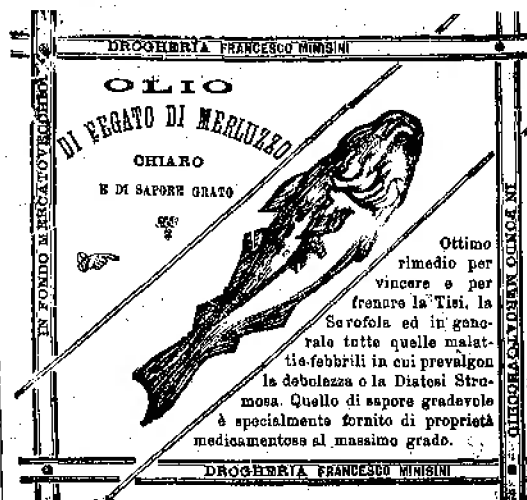 DROGHERIA FRANCESCO MINISINI
IN FONDO MERCATOVECCHIO
OLIO
DI FEGATO DI MERLUZZO
CHIARO
E DI SAPORE GRATO
Ottimo
rimedio per
vincere e per
frenare la Tisi, la
Scrofola ed in gene-
rale tutte quelle malat-
tie febbrili in cui prevalgon
la debolezza o la Diatesi Stru-
mosa. Quello di sapore gradevole
è specialmente fornito di proprietà
medicamentose al massimo grado.
IN FONDO MERCATOVECCHIO
DROGHERIA FRANCESCO MINISINI